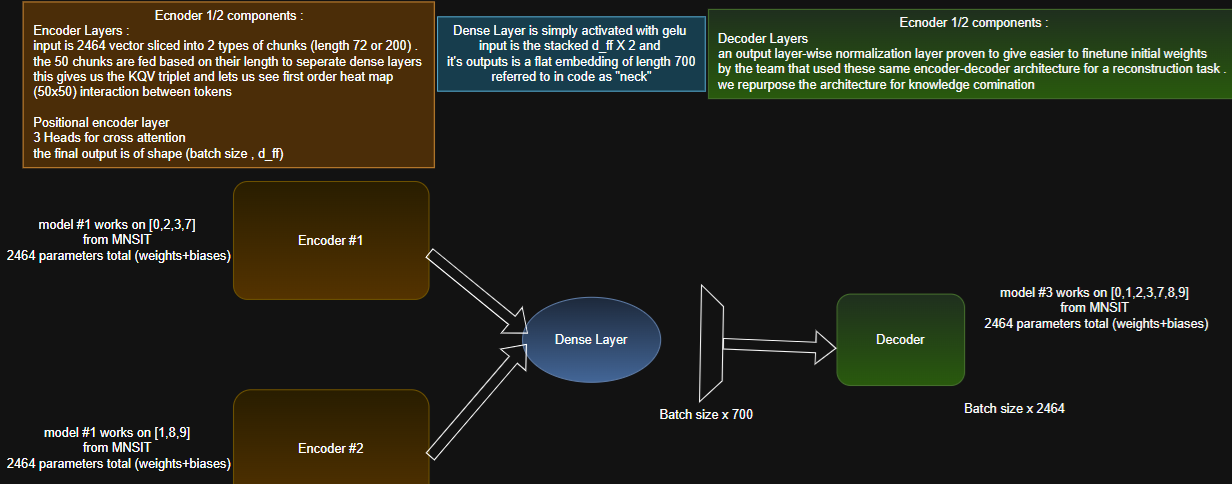 Ecnoder 1/2 components :
Encoder Layers :
input is 2464 vector sliced into 2 types of chunks (length 72 or 200) .
the 50 chunks are fed based on their length to seperate dense layers
this gives us the KQV triplet and lets us see first order heat map
(50x50) interaction between tokens
Positional encoder layer
3 Heads for cross attention
the final output is of shape (batch size , d_ff)
Dense Layer is simply activated with gelu
input is the stacked d_ff X 2 and
it's outputs is a flat embedding of length 700
referred to in code as "neck"
Ecnoder 1/2 components :
Decoder Layers
an output layer-wise normalization layer proven to give easier to finetune initial weights
by the team that used these same encoder-decoder architecture for a reconstruction task .
we repurpose the architecture for knowledge comination
model #1 works on [0,2,3,7]
from MNSIT
2464 parameters total (weights+biases)
Encoder #1
Dense Layer
Batch size x 700
Decoder
model #3 works on [0,1,2,3,7,8,9]
from MNSIT
2464 parameters total (weights+biases)
Batch size x 2464
model #1 works on [1,8,9]
from MNSIT
2464 parameters total (weights+biases)
Encoder #2